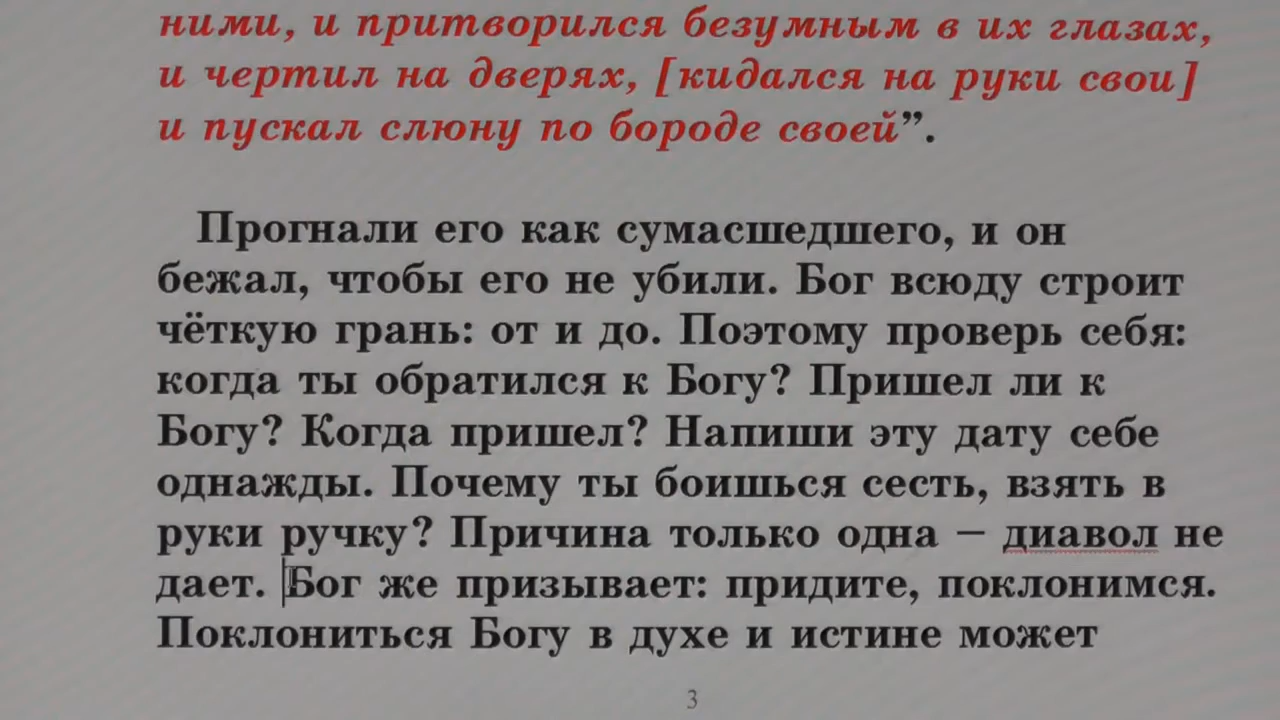 ними, и притворился безумным в их глазах,
и чертил на дверях, [кидался на руки свои]
и пускал слюну по бороде своей”.
Прогнали его как сумасшедшего, и он
бежал, чтобы его не убили. Бог всюду строит
чёткую грань: от и до. Поэтому проверь себя:
когда ты обратился к Богу? Пришел ли к
Богу? Когда пришел? Напиши эту дату себе
однажды. Почему ты боишься сесть, взять в
руки ручку? Причина только одна – диавол не
дает. Бог же призывает: придите, поклонимся.
Поклониться Богу в духе и истине может
3